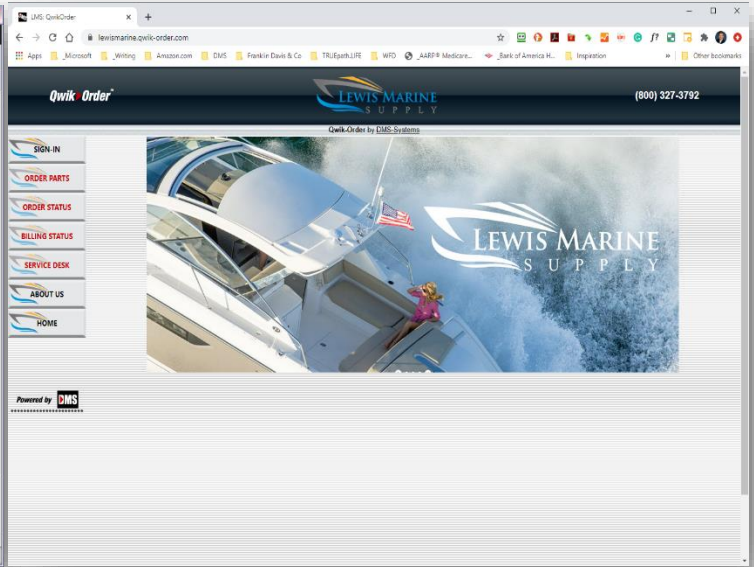 LMS: QwikOrder
lewismarine.qwik-order.com
Apps _Microsoft _Writing Amazon.com DMS Franklin Davis & Co TRUEpath.LIFE WFD _AARP® Medicare... _Bank of America H... Inspiration » Other bookmarks
Qwik•Order
LEWIS MARINE
SUPPLY
(800) 327-3792
Qwik-Order by DMS-Systems
SIGN-IN
ORDER PARTS
ORDER STATUS
BILLING STATUS
SERVICE DESK
ABOUT US
HOME
LEWIS MARINE
SUPPLY
Powered by DMS